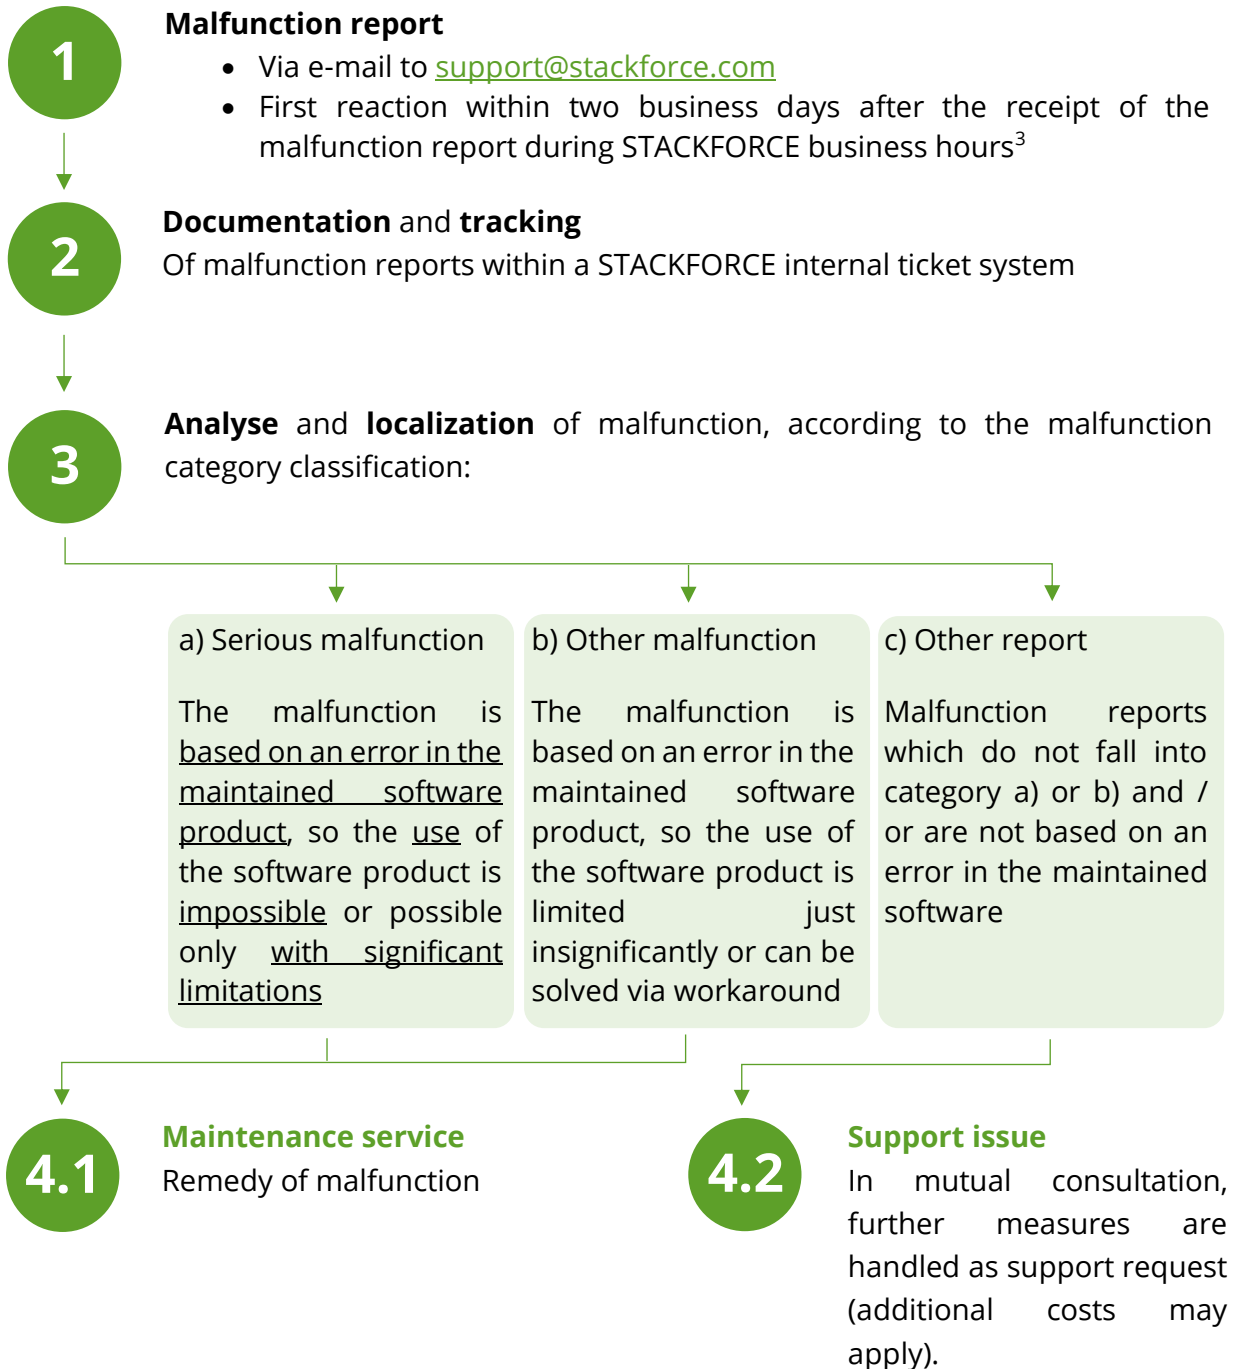 1
Malfunction report
• Via e-mail to support@stackforce.com
• First reaction within two business days after the receipt of the
malfunction report during STACKFORCE business hours³
2
Documentation and tracking
Of malfunction reports within a STACKFORCE internal ticket system
3
Analyse and localization of malfunction, according to the malfunction
category classification:
a) Serious malfunction
The malfunction is
based on an error in the
maintained software
product, so the use of
the software product is
impossible or possible
only with significant
limitations
b) Other malfunction
The malfunction is
based on an error in the
maintained software
product, so the use of
the software product is
limited just
insignificantly or can be
solved via workaround
c) Other report
Malfunction reports
which do not fall into
category a) or b) and /
or are not based on an
error in the maintained
software
4.1
Maintenance service
Remedy of malfunction
4.2
Support issue
In mutual consultation,
further measures are
handled as support request
(additional costs may
apply).